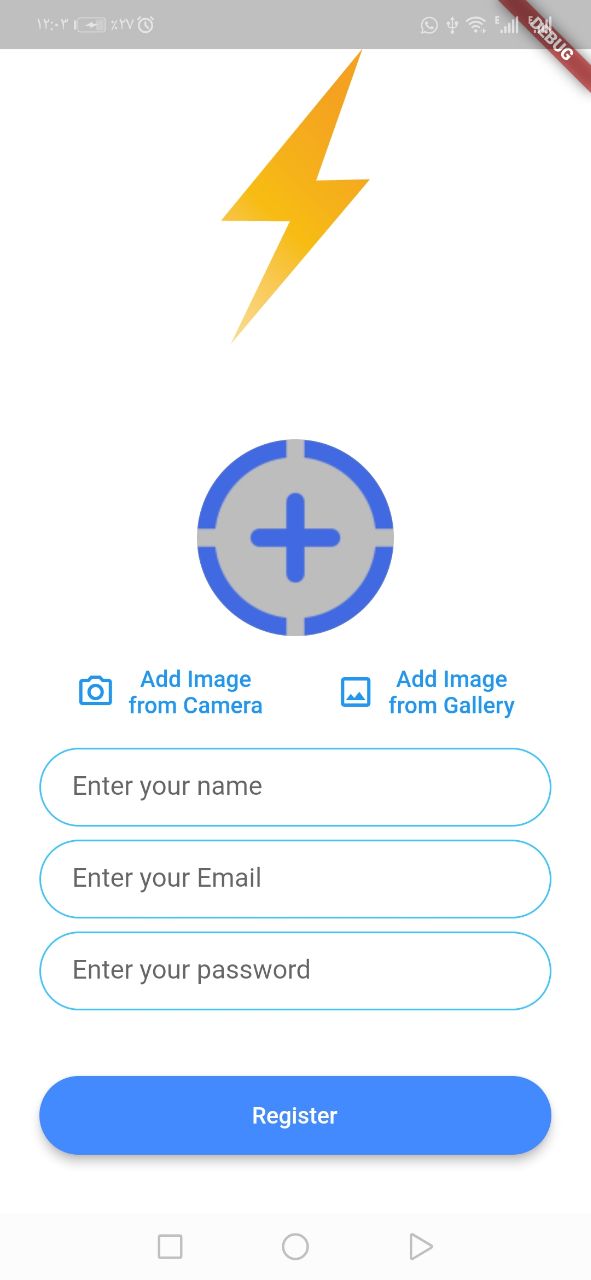 ١٢:٠٣
٪٢٧
E
E
DEBUG
Add Image
from Camera
Add Image
from Gallery
Enter your name
Enter your Email
Enter your password
Register